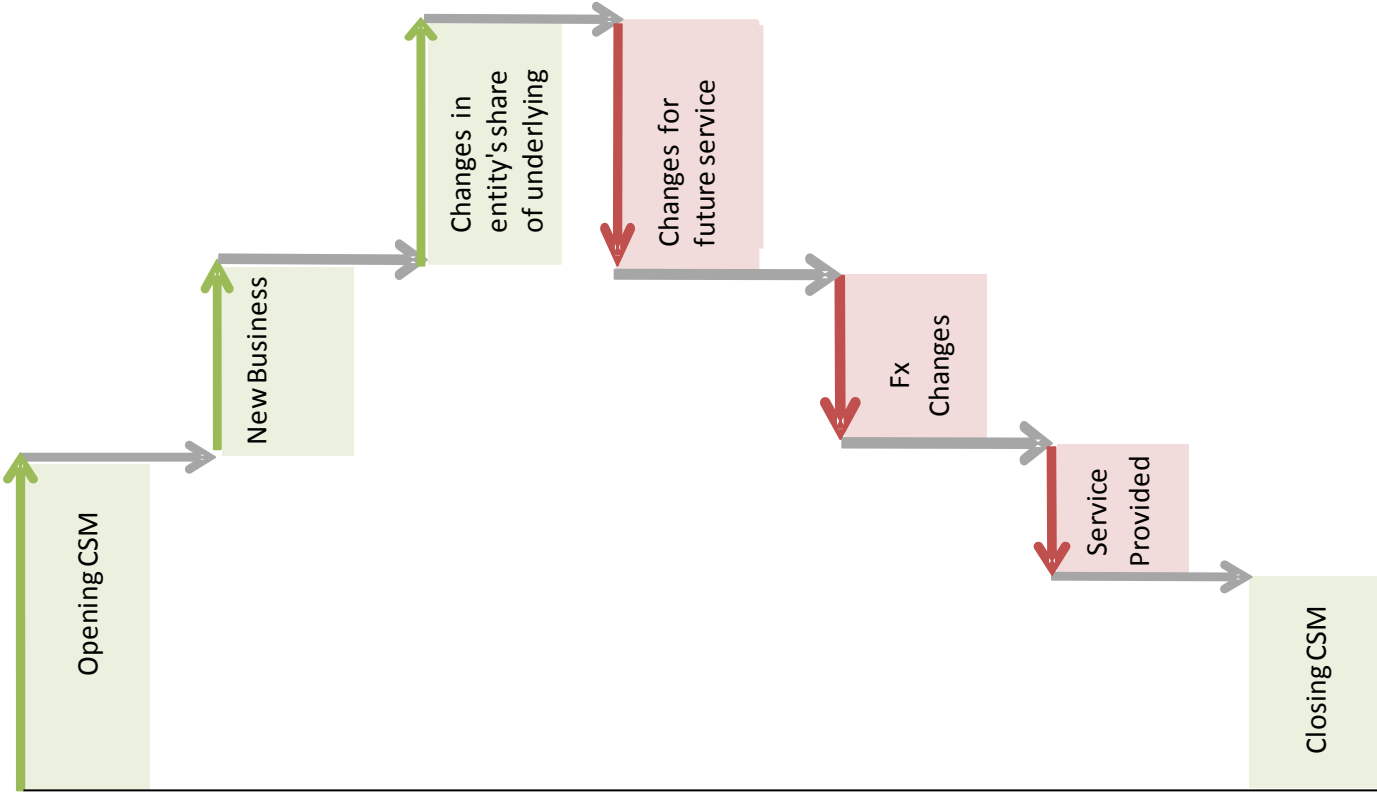 Opening CSM
New Business
Changes in
entity's share
of underlying
Changes for
future service
Fx
Changes
Service
Provided
Closing CSM